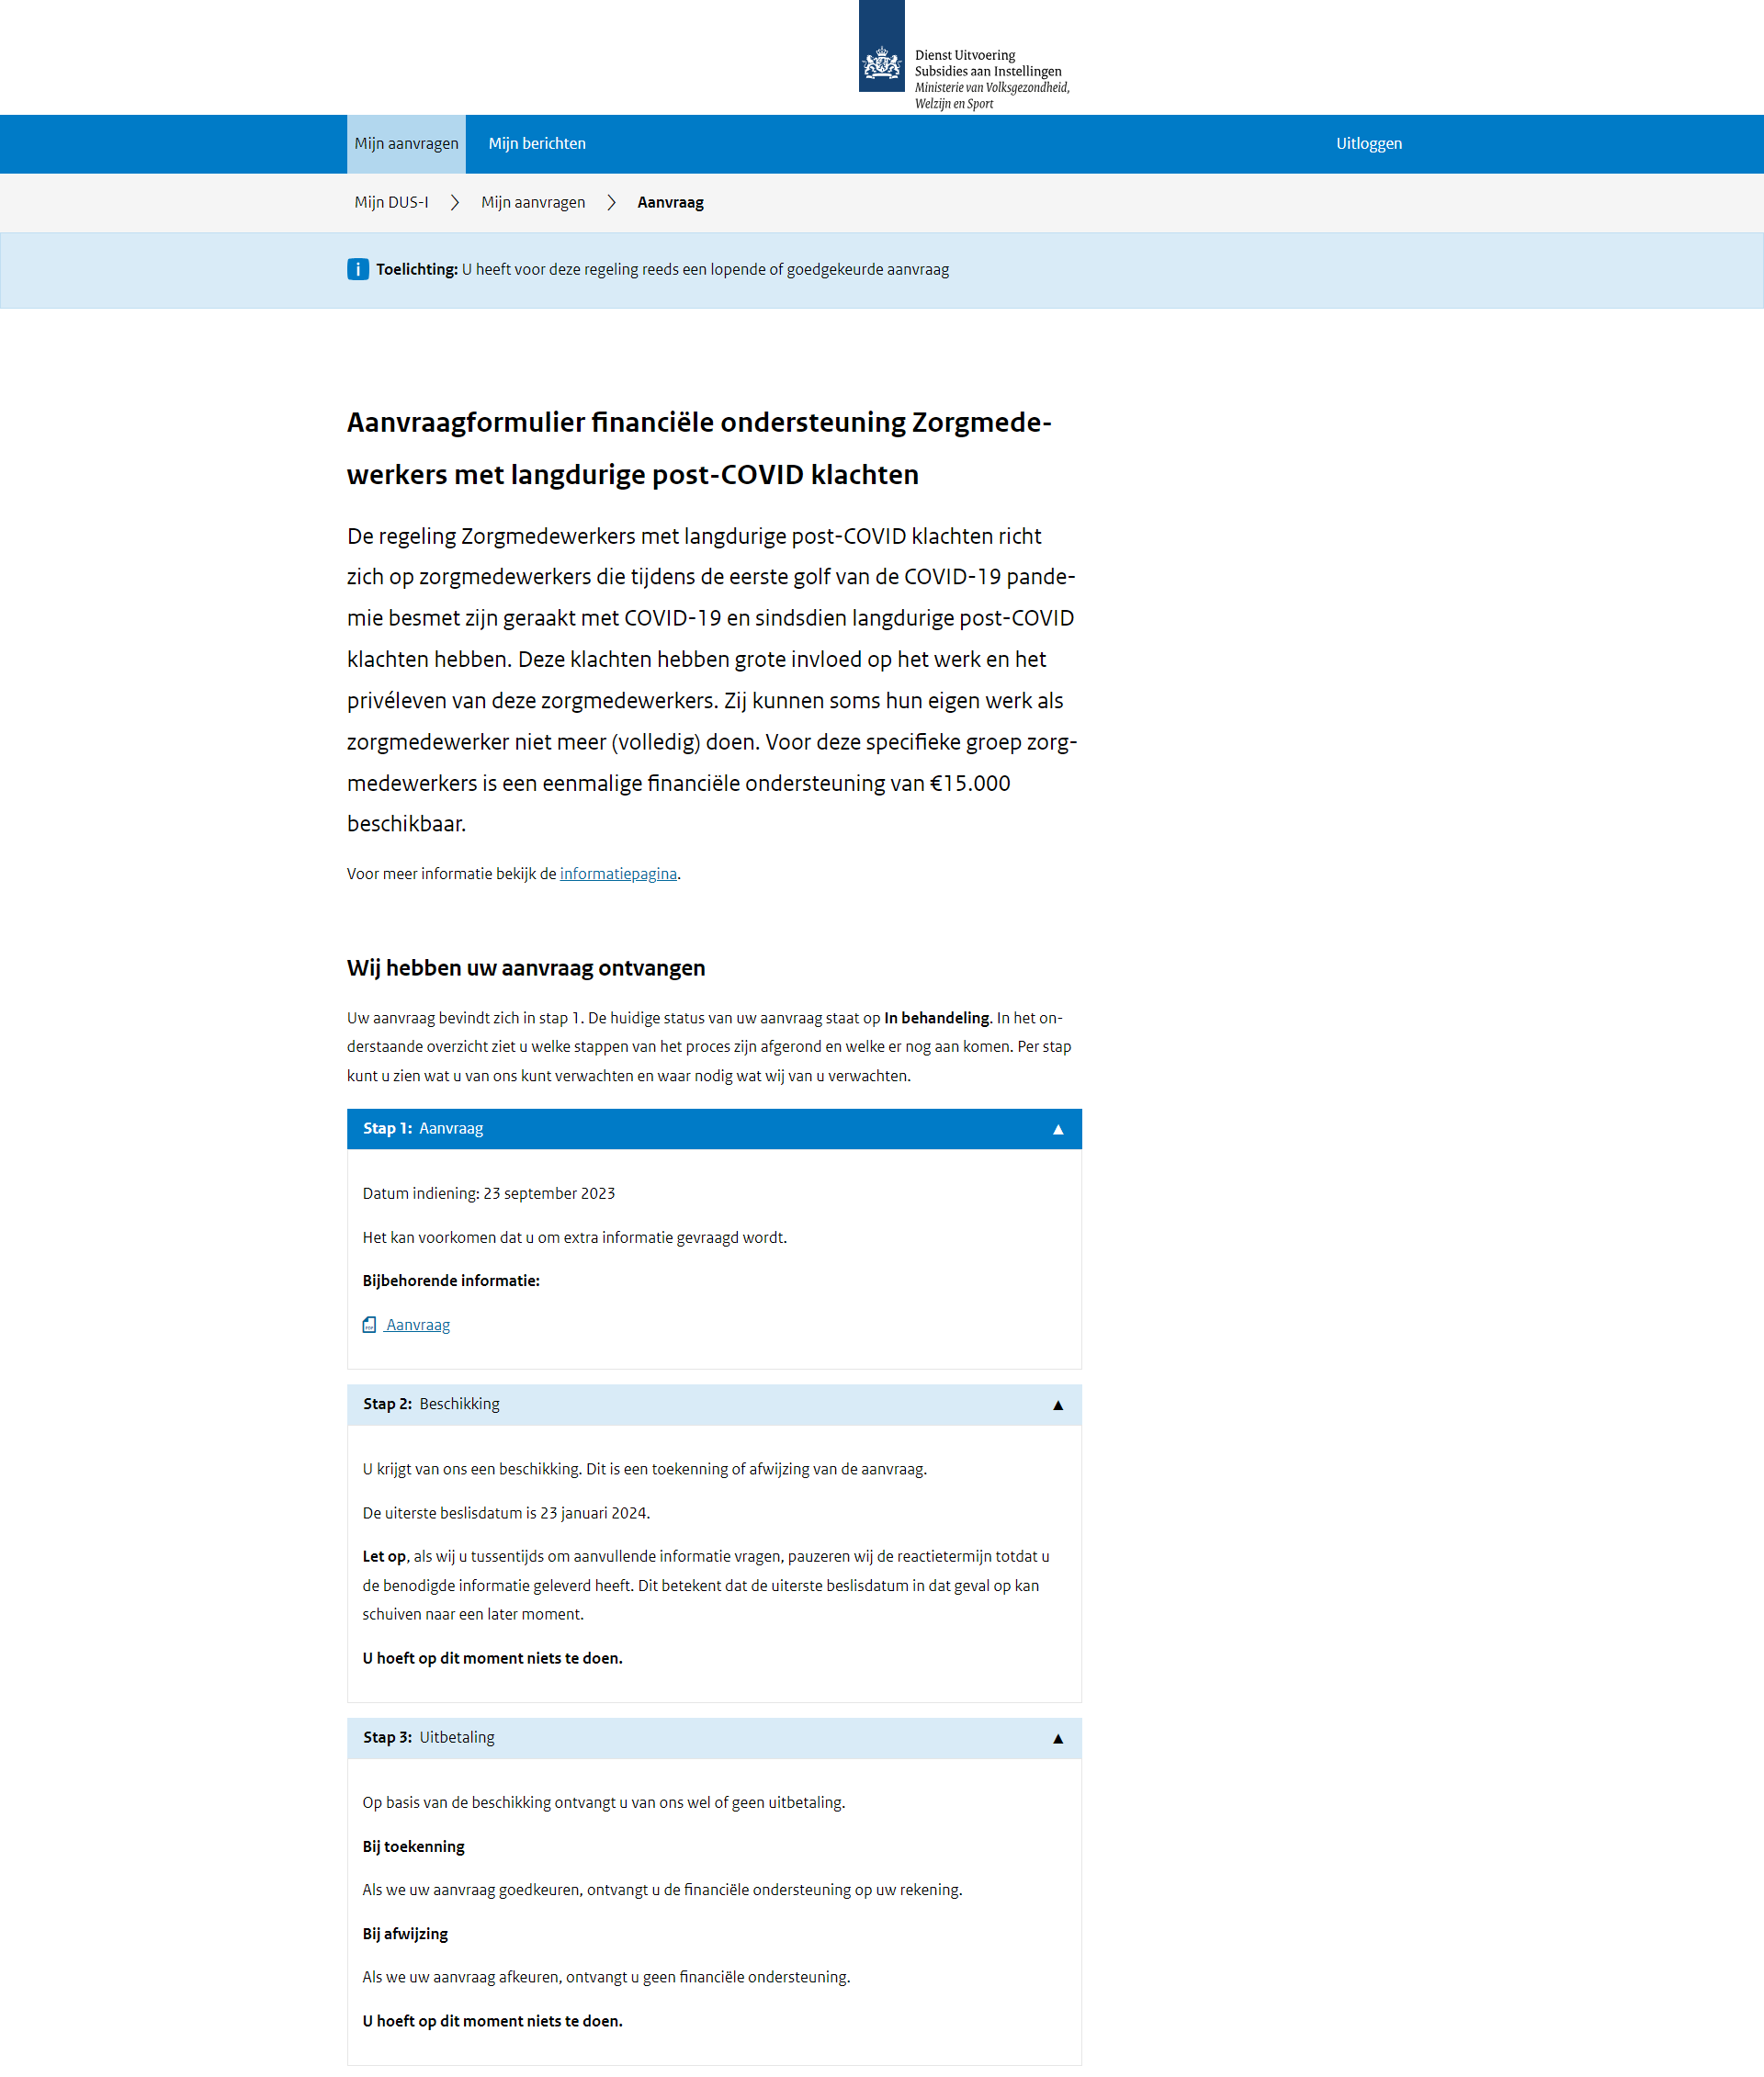 Dienst Uitvoering
Subsidies aan Instellingen
Ministerie van Volksgezondheid,
Welzijn en Sport
Mijn aanvragen Mijn berichten Uitloggen
Mijn DUS-I Mijn aanvragen Aanvraag
i Toelichting: U heeft voor deze regeling reeds een lopende of goedgekeurde aanvraag
Aanvraagformulier financiële ondersteuning Zorgmede-
werkers met langdurige post-COVID klachten
De regeling Zorgmedewerkers met langdurige post-COVID klachten richt
zich op zorgmedewerkers die tijdens de eerste golf van de COVID-19 pande-
mie besmet zijn geraakt met COVID-19 en sindsdien langdurige post-COVID
klachten hebben. Deze klachten hebben grote invloed op het werk en het
privéleven van deze zorgmedewerkers. Zij kunnen soms hun eigen werk als
zorgmedewerker niet meer (volledig) doen. Voor deze specifieke groep zorg-
medewerkers is een eenmalige financiële ondersteuning van €15.000
beschikbaar.
Voor meer informatie bekijk de informatiepagina.
Wij hebben uw aanvraag ontvangen
Uw aanvraag bevindt zich in stap 1. De huidige status van uw aanvraag staat op In behandeling. In het on-
derstaande overzicht ziet u welke stappen van het proces zijn afgerond en welke er nog aan komen. Per stap
kunt u zien wat u van ons kunt verwachten en waar nodig wat wij van u verwachten.
Stap 1: Aanvraag ▲
Datum indiening: 23 september 2023
Het kan voorkomen dat u om extra informatie gevraagd wordt.
Bijbehorende informatie:
Aanvraag
Stap 2: Beschikking ▲
U krijgt van ons een beschikking. Dit is een toekenning of afwijzing van de aanvraag.
De uiterste beslisdatum is 23 januari 2024.
Let op, als wij u tussentijds om aanvullende informatie vragen, pauzeren wij de reactietermijn totdat u
de benodigde informatie geleverd heeft. Dit betekent dat de uiterste beslisdatum in dat geval op kan
schuiven naar een later moment.
U hoeft op dit moment niets te doen.
Stap 3: Uitbetaling ▲
Op basis van de beschikking ontvangt u van ons wel of geen uitbetaling.
Bij toekenning
Als we uw aanvraag goedkeuren, ontvangt u de financiële ondersteuning op uw rekening.
Bij afwijzing
Als we uw aanvraag afkeuren, ontvangt u geen financiële ondersteuning.
U hoeft op dit moment niets te doen.